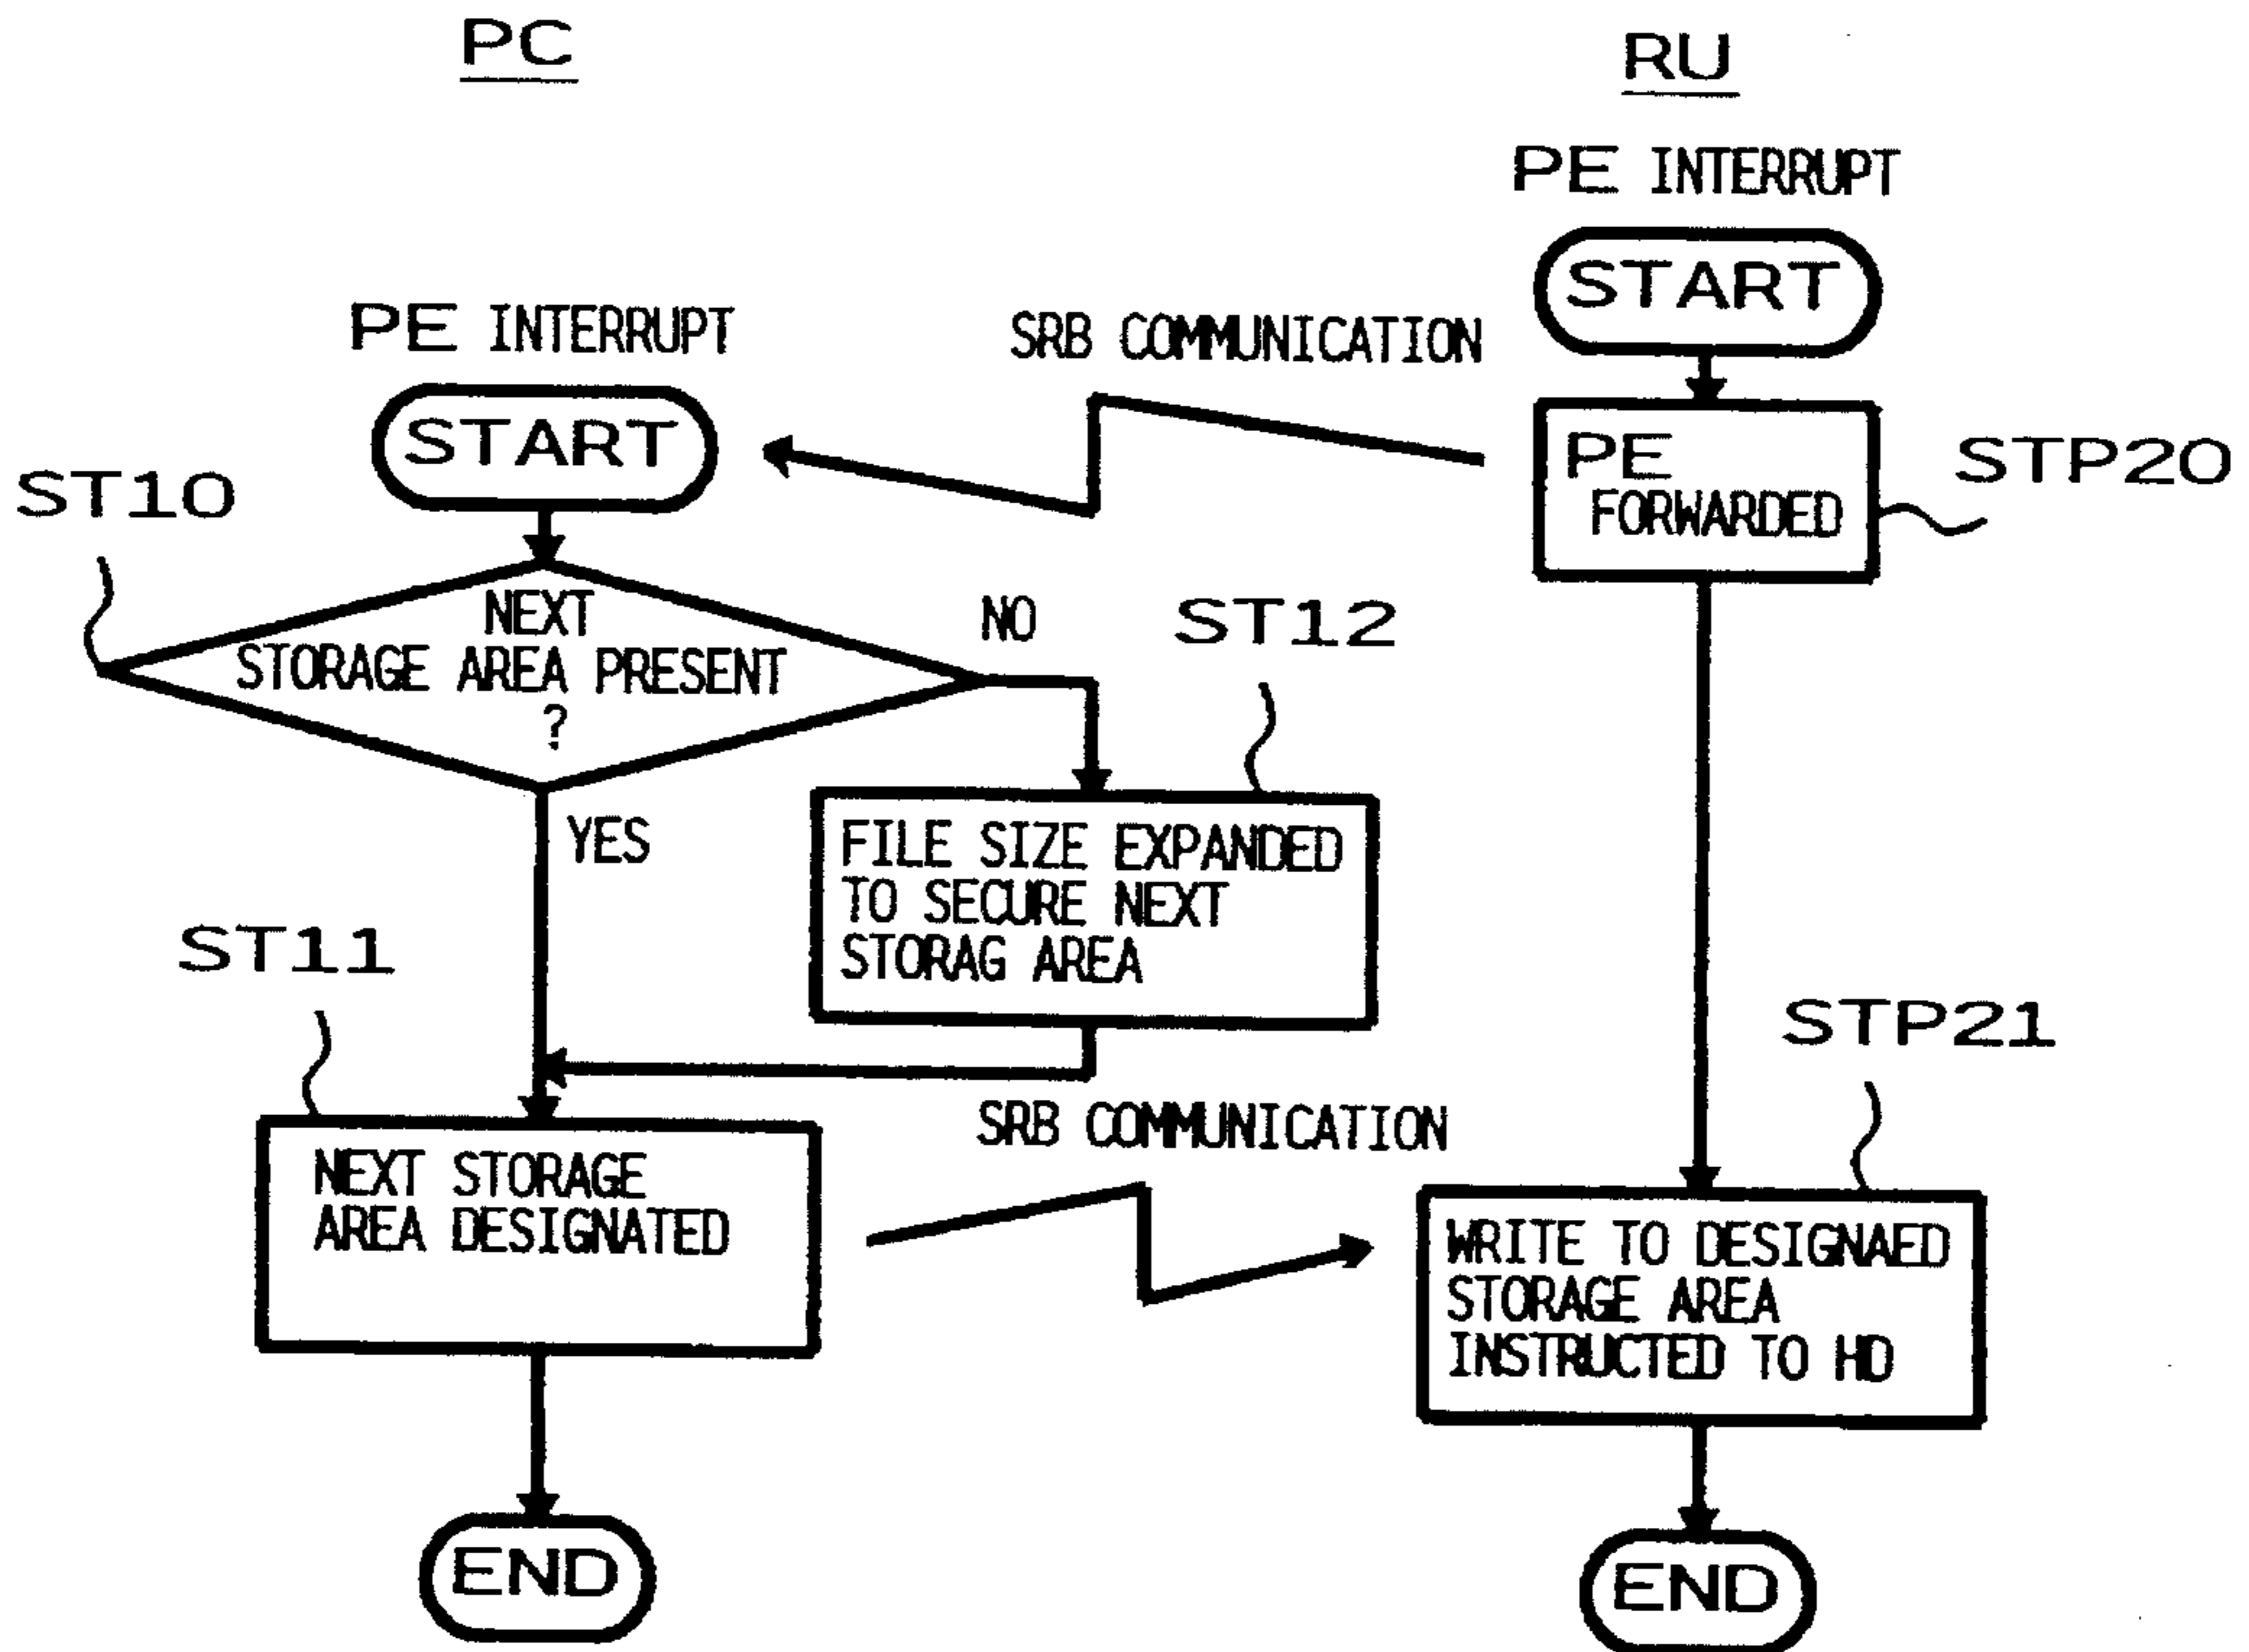 PC
RU
PE INTERRUPT
START
PE INTERRUPT
SRB COMMUNICATION
START
PE
FORWARDED
STP20
ST10
NEXT
STORAGE AREA PRESENT
?
NO
ST12
YES
FILE SIZE EXPANDED
TO SECURE NEXT
STORAG AREA
ST11
STP21
SRB COMMUNICATION
NEXT STORAGE
AREA DESIGNATED
WRITE TO DESIGNAED
STORAGE AREA
INSTRUCTED TO HD
END
END